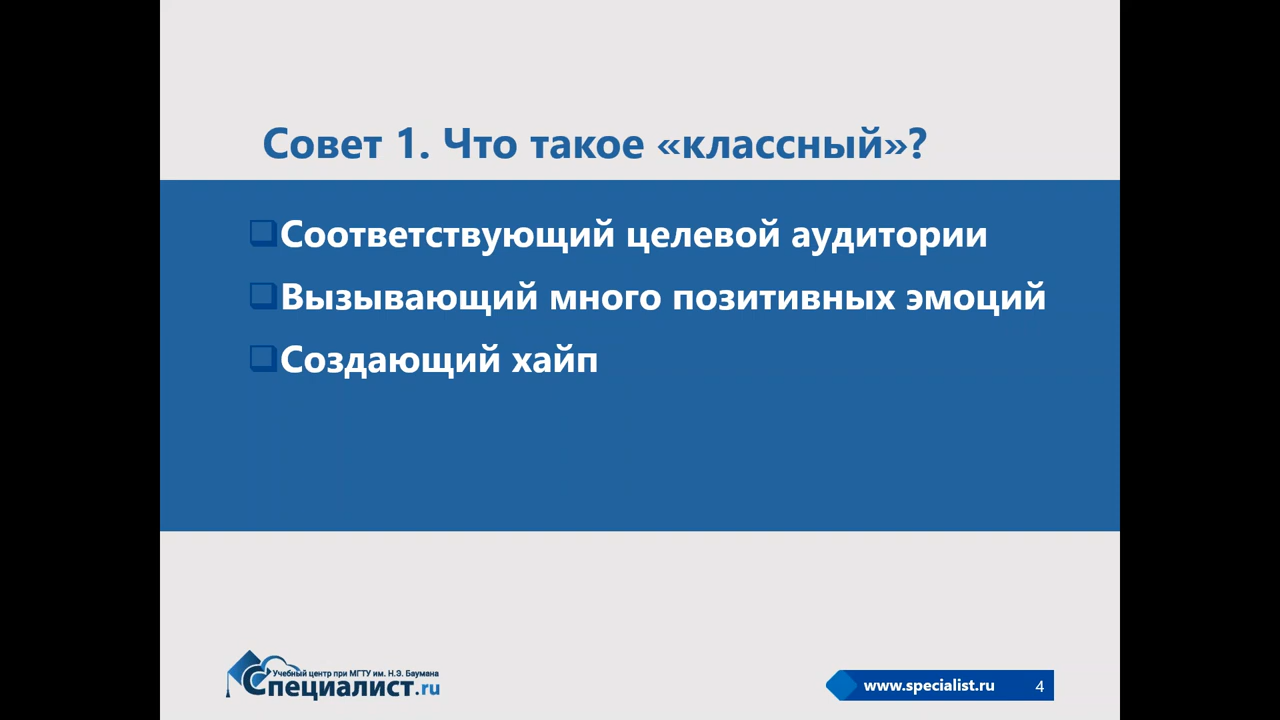 Совет 1. Что такое «классный»?
Соответствующий целевой аудитории
Вызывающий много позитивных эмоций
Создающий хайп
Учебный центр при МГТУ им. Н.Э. Баумана
Специалист.ru
www.specialist.ru
4